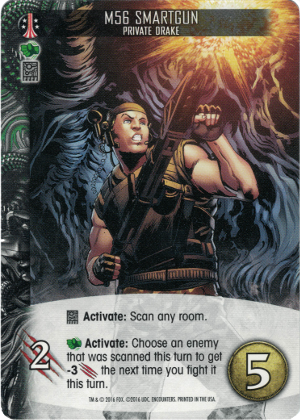 M56 SMARTGUN
PRIVATE DRAKE
Activate: Scan any room.
2
Activate: Choose an enemy
that was scanned this turn to get
-3 the next time you fight it
this turn.
5
TM & © 2016 FOX. ©2016 UDC. ENCOUNTERS. PRINTED IN THE USA.